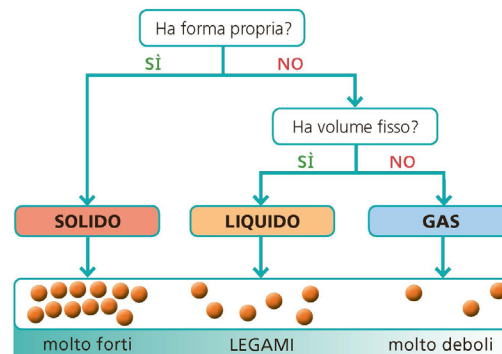 Ha forma propria?
SÌ NO
Ha volume fisso?
SÌ NO
SOLIDO LIQUIDO GAS
molto forti LEGAMI molto deboli